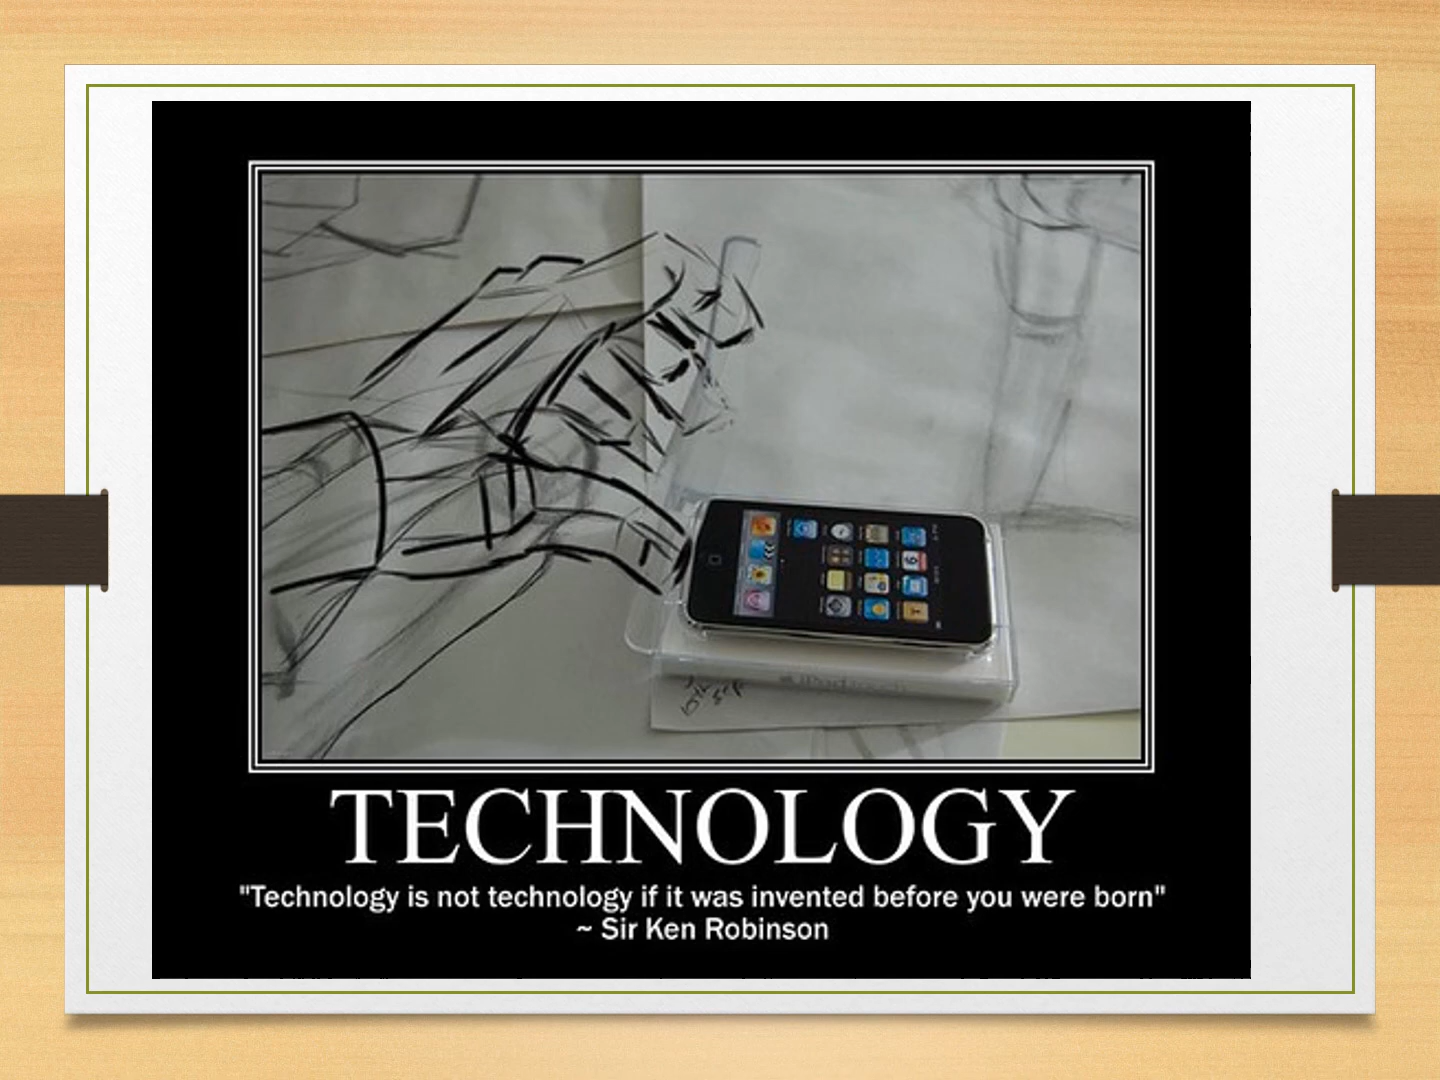 TECHNOLOGY
"Technology is not technology if it was invented before you were born"
~ Sir Ken Robinson